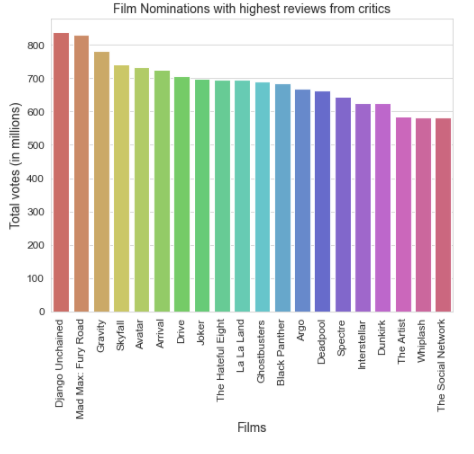 Film Nominations with highest reviews from critics
Total votes (in millions)
800
700
600
500
400
300
200
100
0
Django Unchained
Mad Max: Fury Road
Gravity
Skyfall
Avatar
Arrival
Drive
Joker
The Hateful Eight
La La Land
Ghostbusters
Black Panther
Argo
Deadpool
Spectre
Interstellar
Dunkirk
The Artist
Whiplash
The Social Network
Films